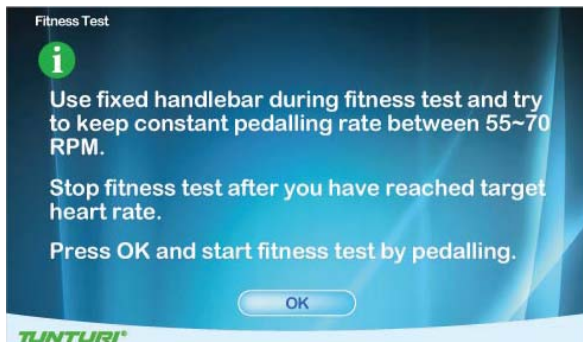 Fitness Test
i
Use fixed handlebar during fitness test and try
to keep constant pedalling rate between 55~70
RPM.
Stop fitness test after you have reached target
heart rate.
Press OK and start fitness test by pedalling.
OK
TUNTURI®